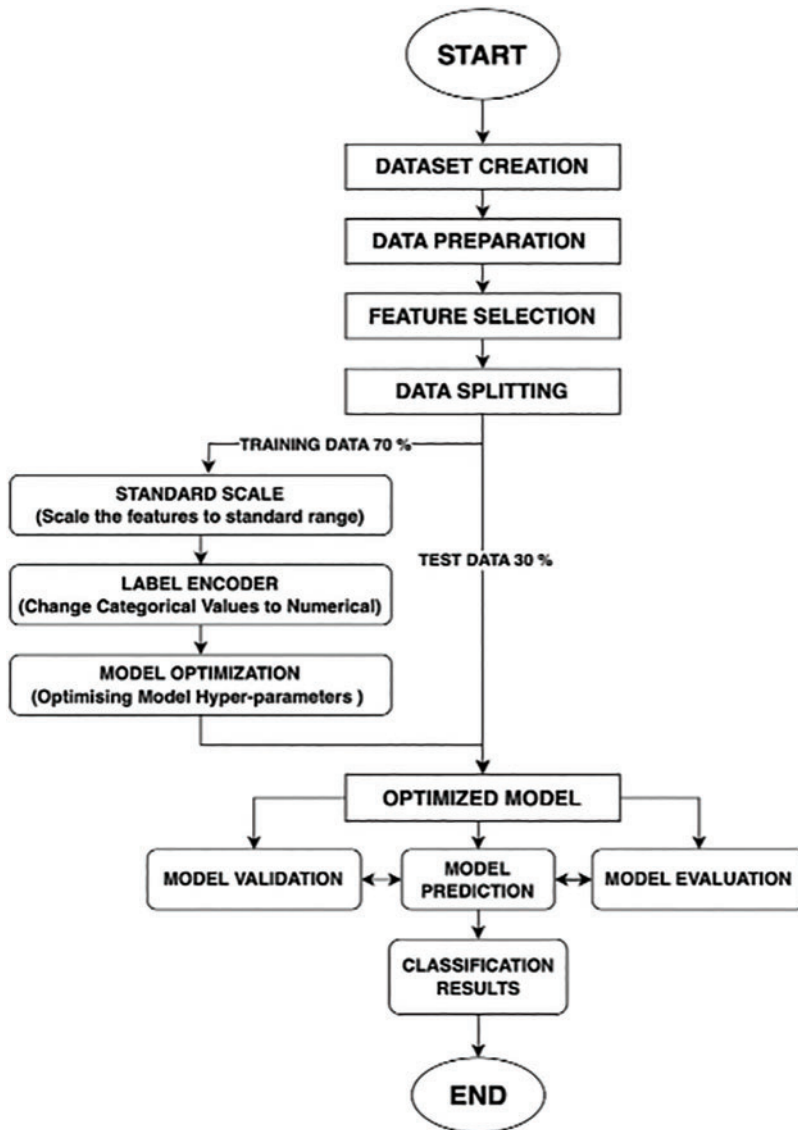 START
DATASET CREATION
DATA PREPARATION
FEATURE SELECTION
DATA SPLITTING
TRAINING DATA 70 %
STANDARD SCALE
(Scale the features to standard range)
LABEL ENCODER
(Change Categorical Values to Numerical)
MODEL OPTIMIZATION
(Optimising Model Hyper-parameters )
TEST DATA 30 %
OPTIMIZED MODEL
MODEL VALIDATION
MODEL
PREDICTION
MODEL EVALUATION
CLASSIFICATION
RESULTS
END